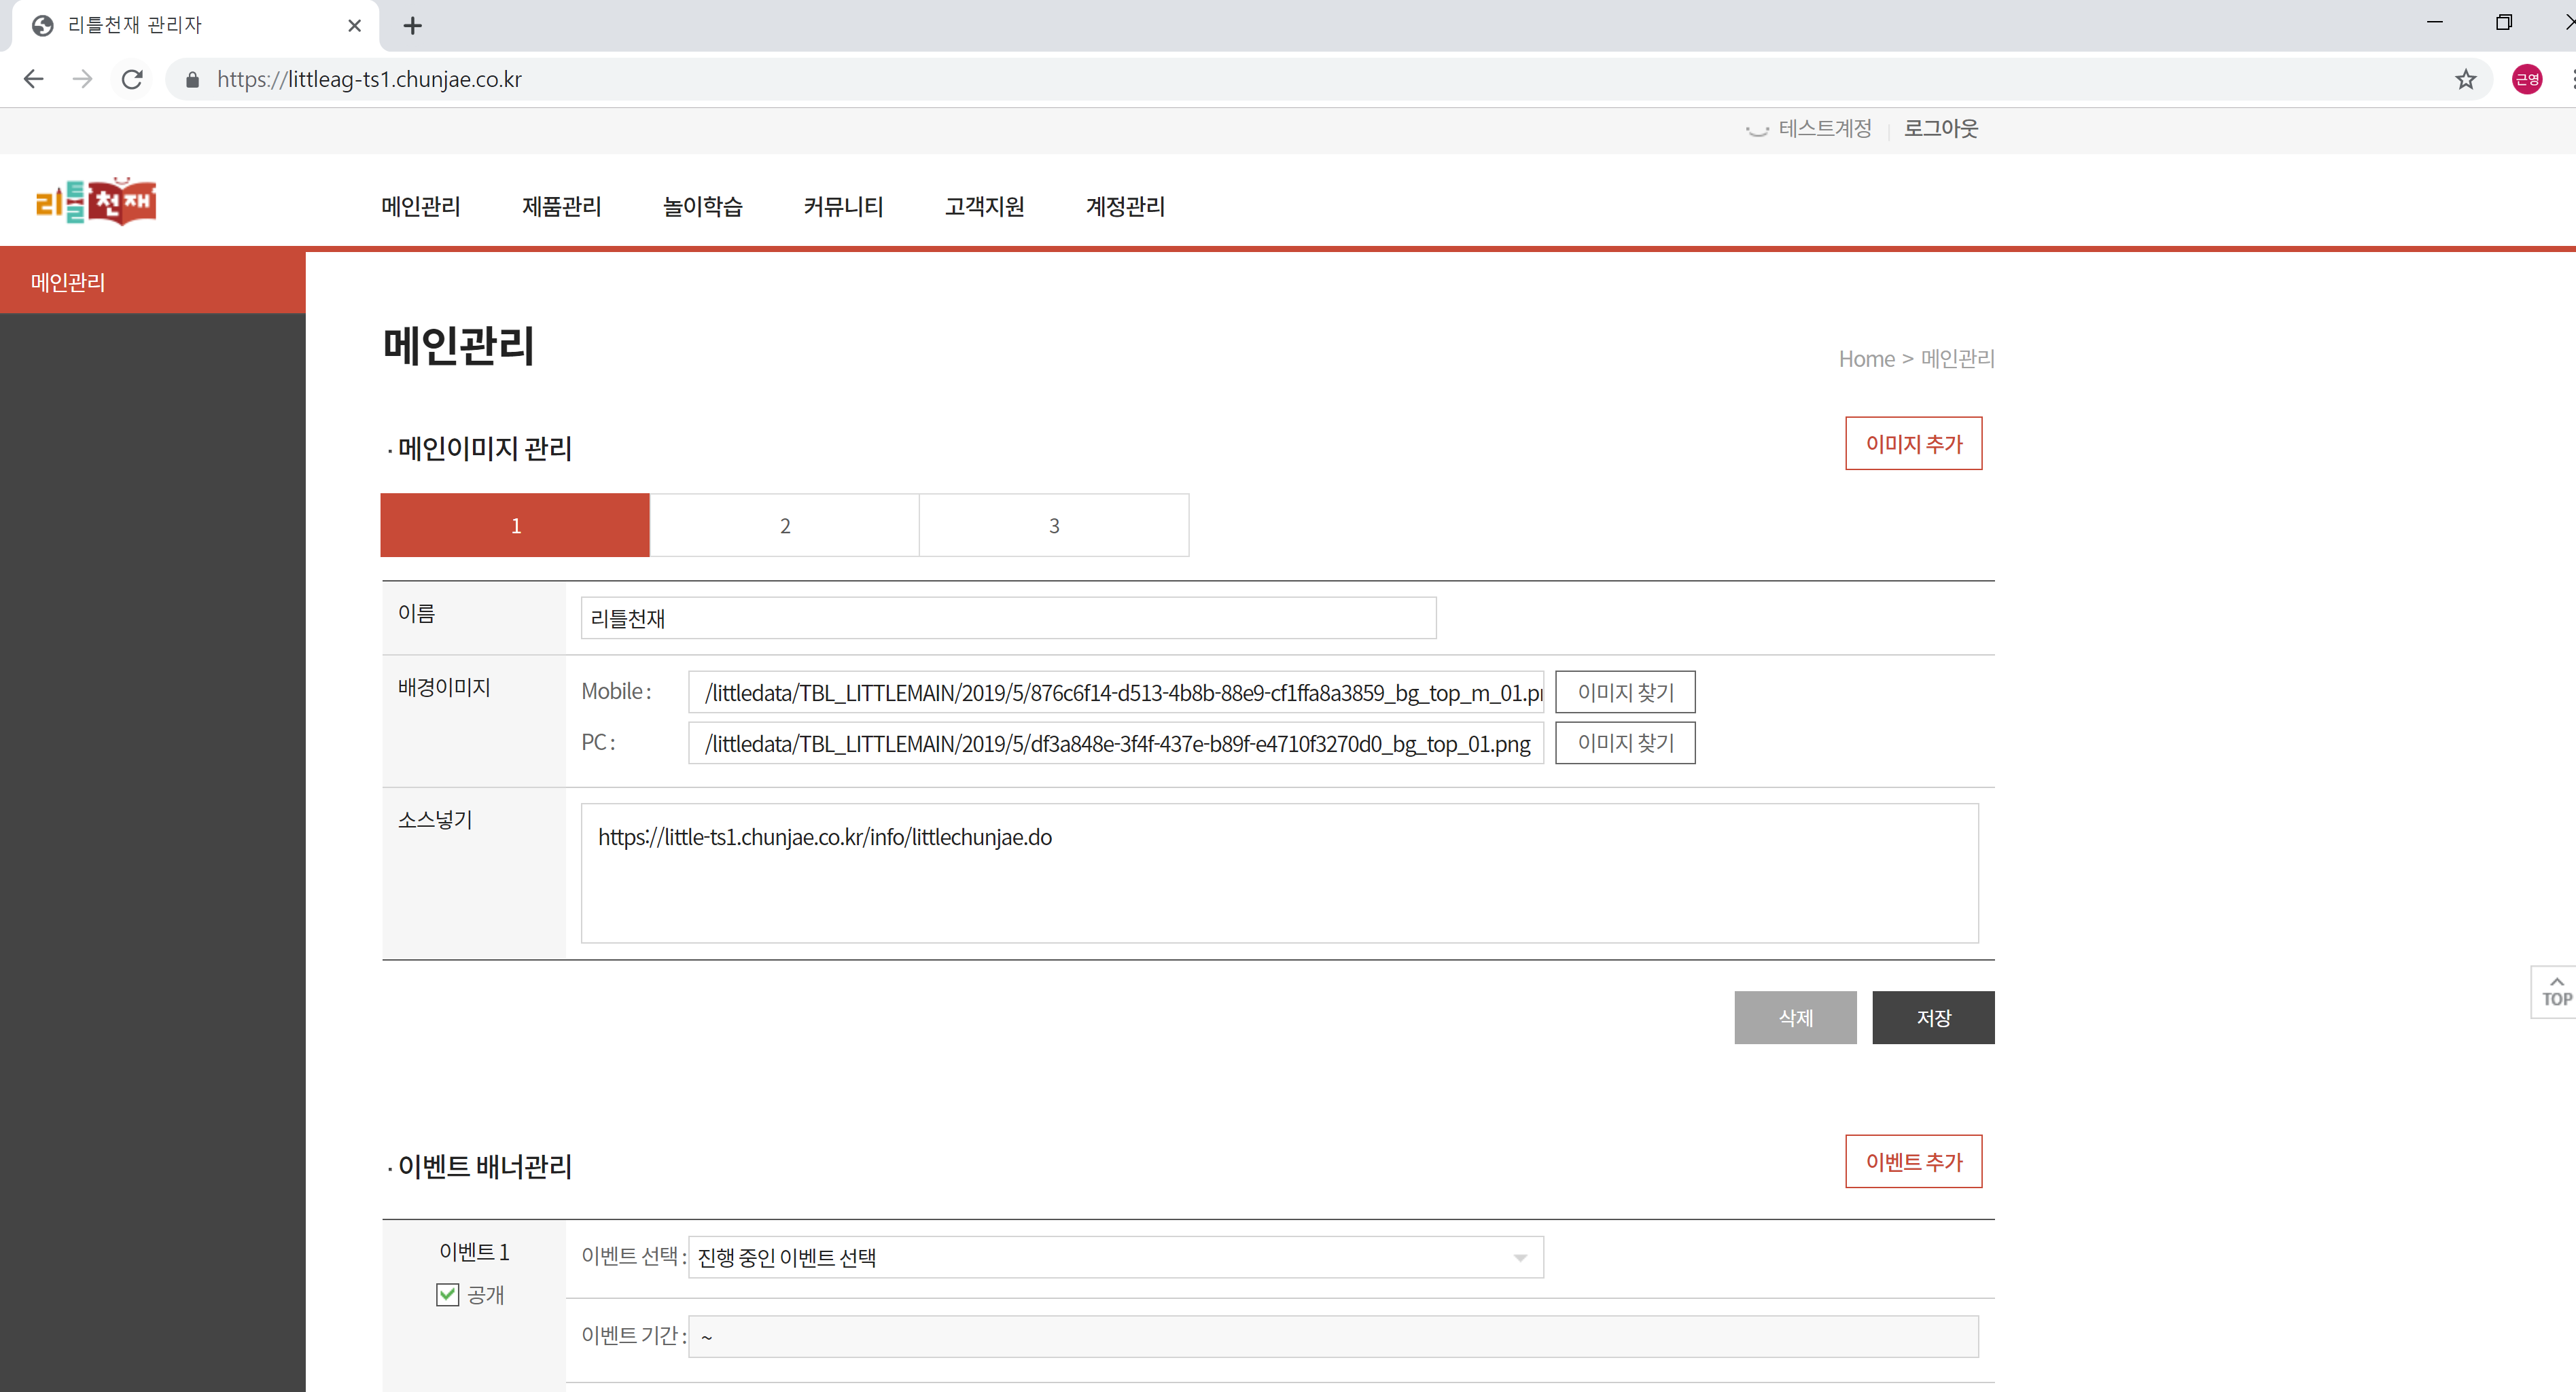 리틀천재 관리자
https://littleag-ts1.chunjae.co.kr
근영
테스트계정 로그아웃
리틀천재
메인관리 제품관리 놀이학습 커뮤니티 고객지원 계정관리
메인관리
메인관리
Home > 메인관리
· 메인이미지 관리
이미지 추가
1 2 3
이름 리틀천재
배경이미지 Mobile : /littledata/TBL_LITTLEMAIN/2019/5/876c6f14-d513-4b8b-88e9-cf1ffa8a3859_bg_top_m_01.p 이미지 찾기
PC : /littledata/TBL_LITTLEMAIN/2019/5/df3a848e-3f4f-437e-b89f-e4710f3270d0_bg_top_01.png 이미지 찾기
소스넣기 https://little-ts1.chunjae.co.kr/info/littlechunjae.do
TOP
삭제 저장
· 이벤트 배너관리
이벤트 추가
이벤트 1 이벤트 선택 : 진행 중인 이벤트 선택
공개
이벤트 기간 : ~